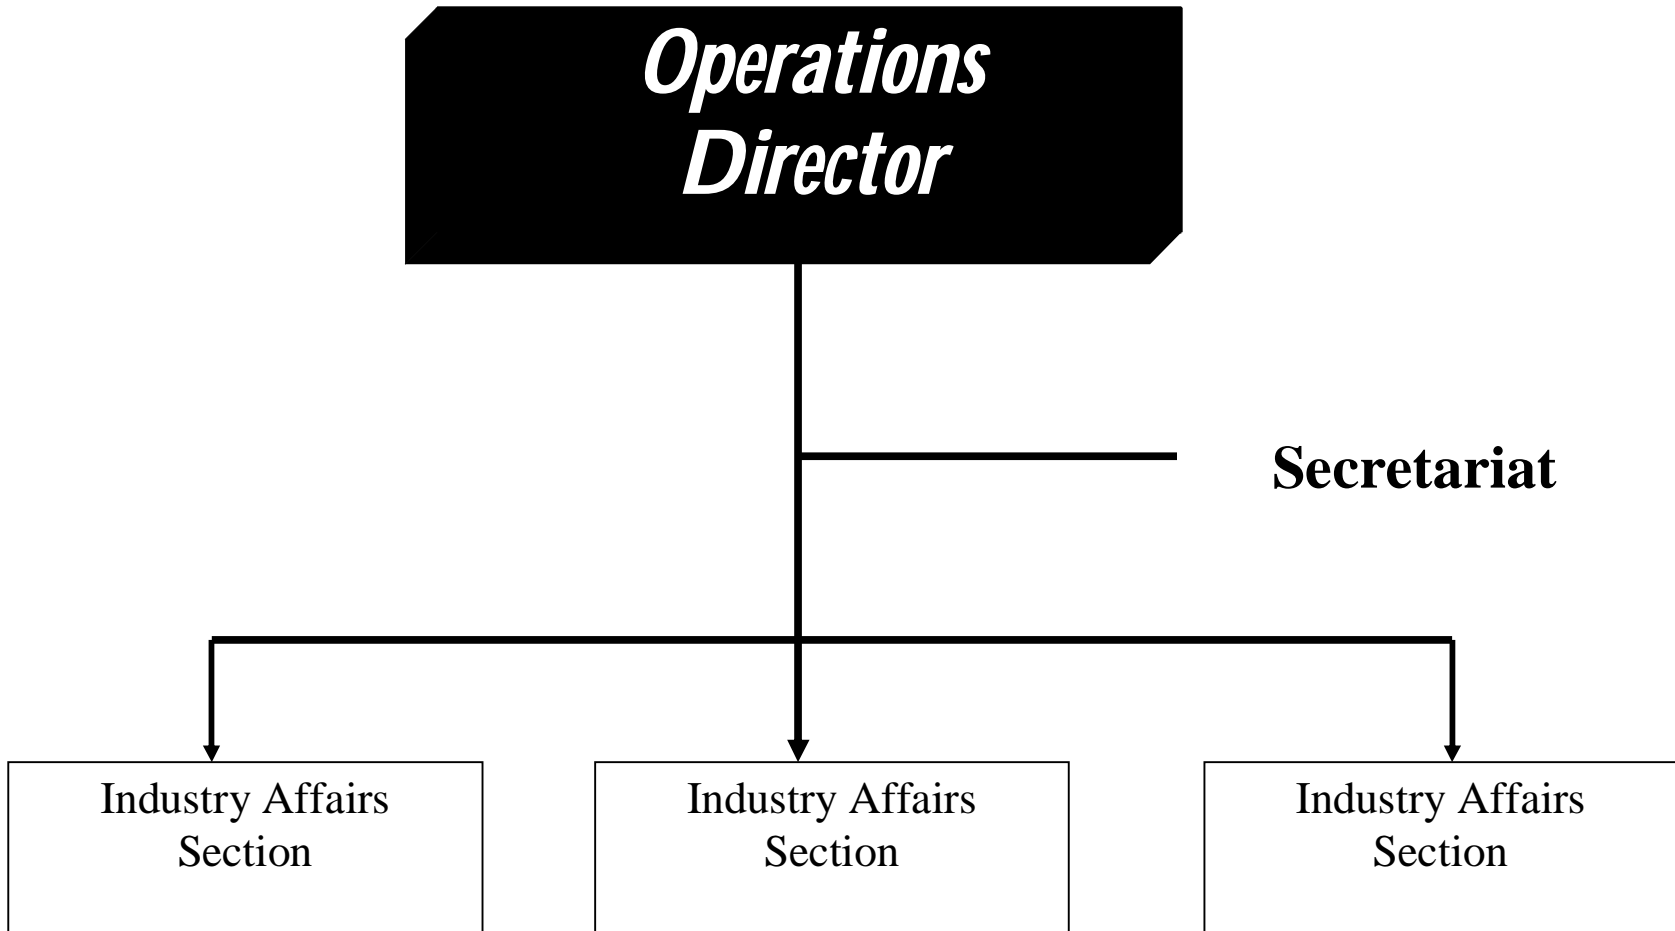 Operations
Director
Secretariat
Industry Affairs
Section
Industry Affairs
Section
Industry Affairs
Section